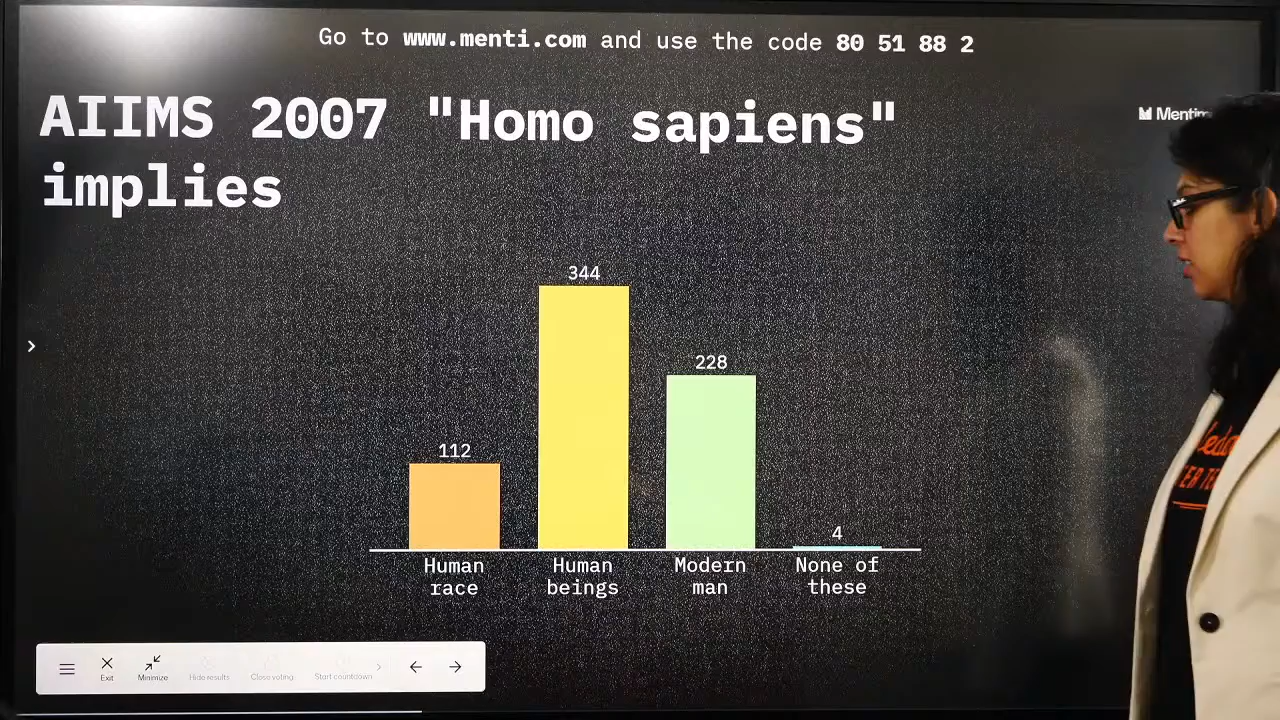 Go to www.menti.com and use the code 80 51 88 2
AIIMS 2007 "Homo sapiens"
implies
Mentim
344
228
112
4
Human race
Human beings
Modern man
None of these
Exit
Minimize
Hide results
Close voting
Start countdown